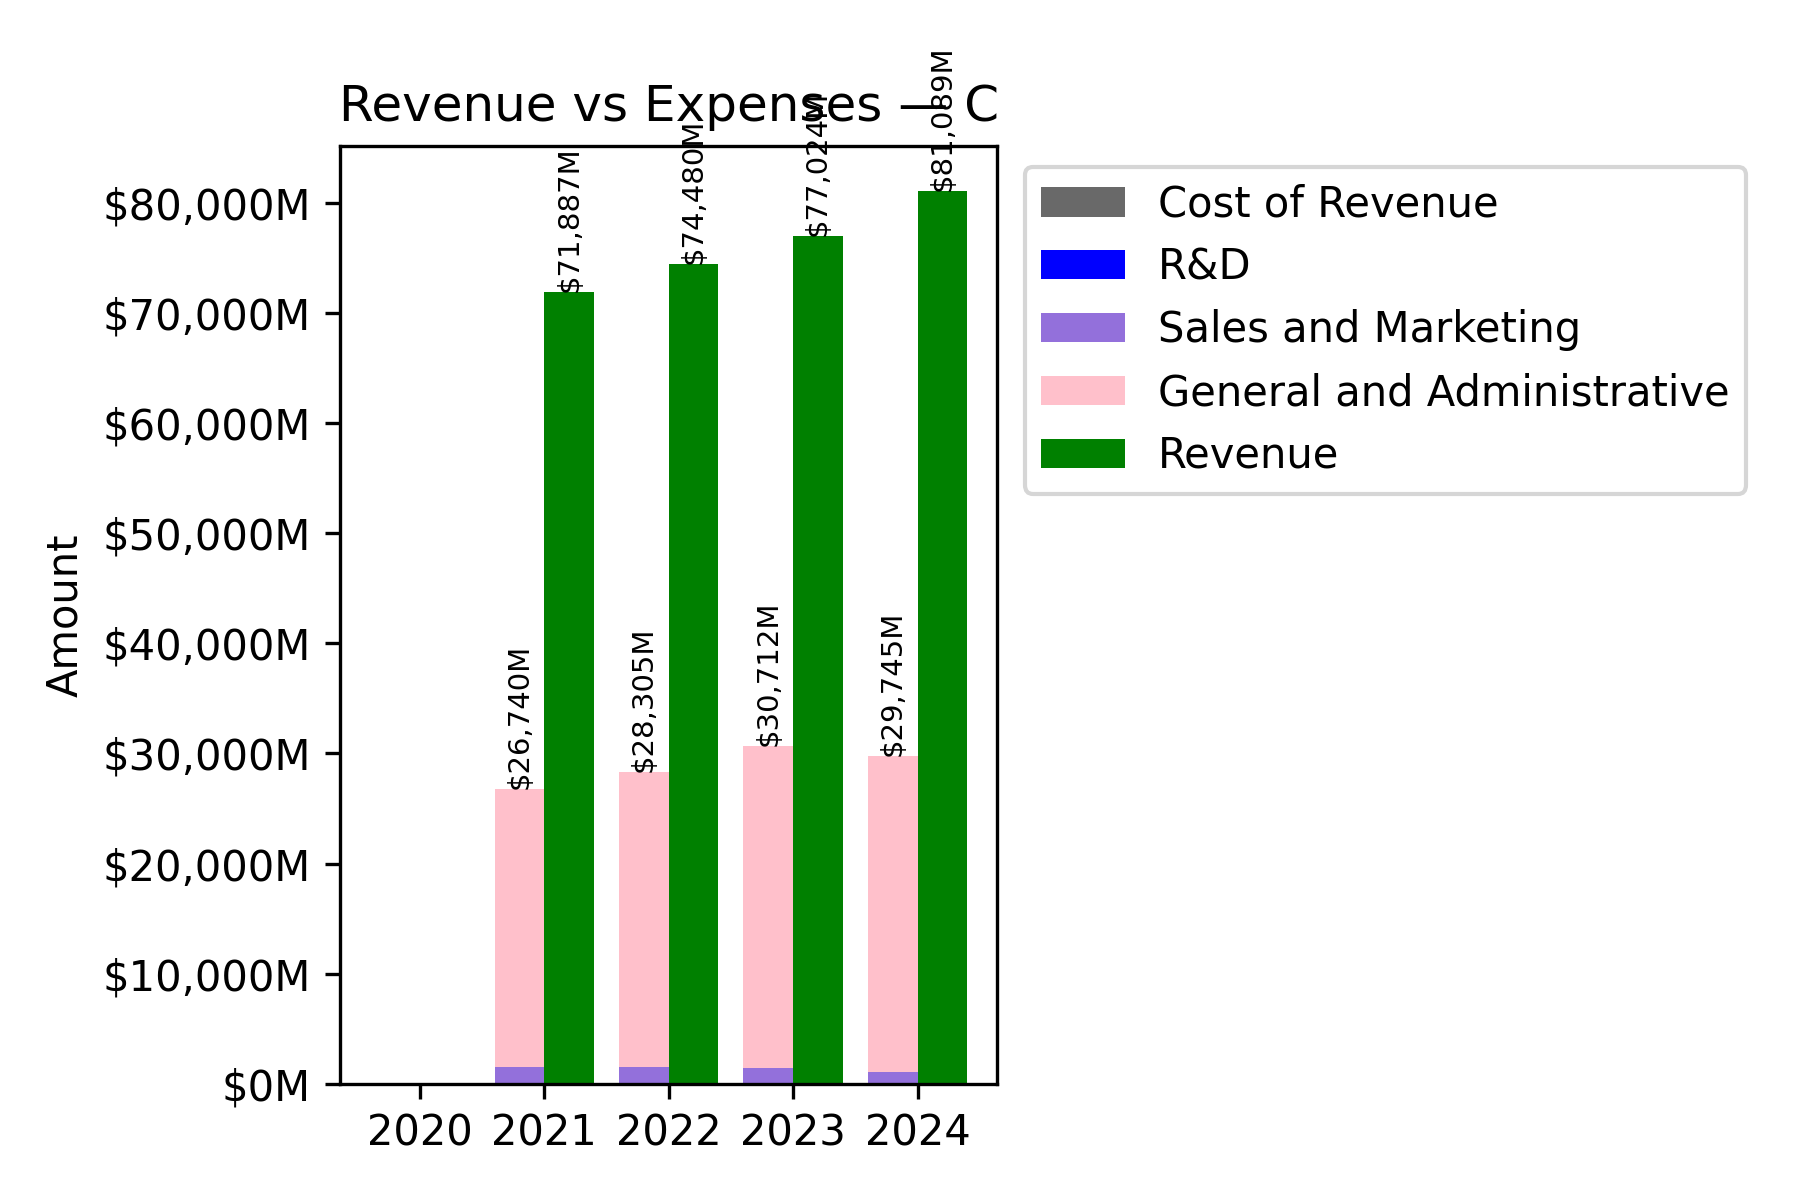 Revenue vs Expenses — C
Amount
$80,000M
$70,000M
$60,000M
$50,000M
$40,000M
$30,000M
$20,000M
$10,000M
$0M
$26,740M
$71,887M
$28,305M
$74,480M
$30,712M
$77,024M
$29,745M
$81,089M
2020 2021 2022 2023 2024
Cost of Revenue
R&D
Sales and Marketing
General and Administrative
Revenue